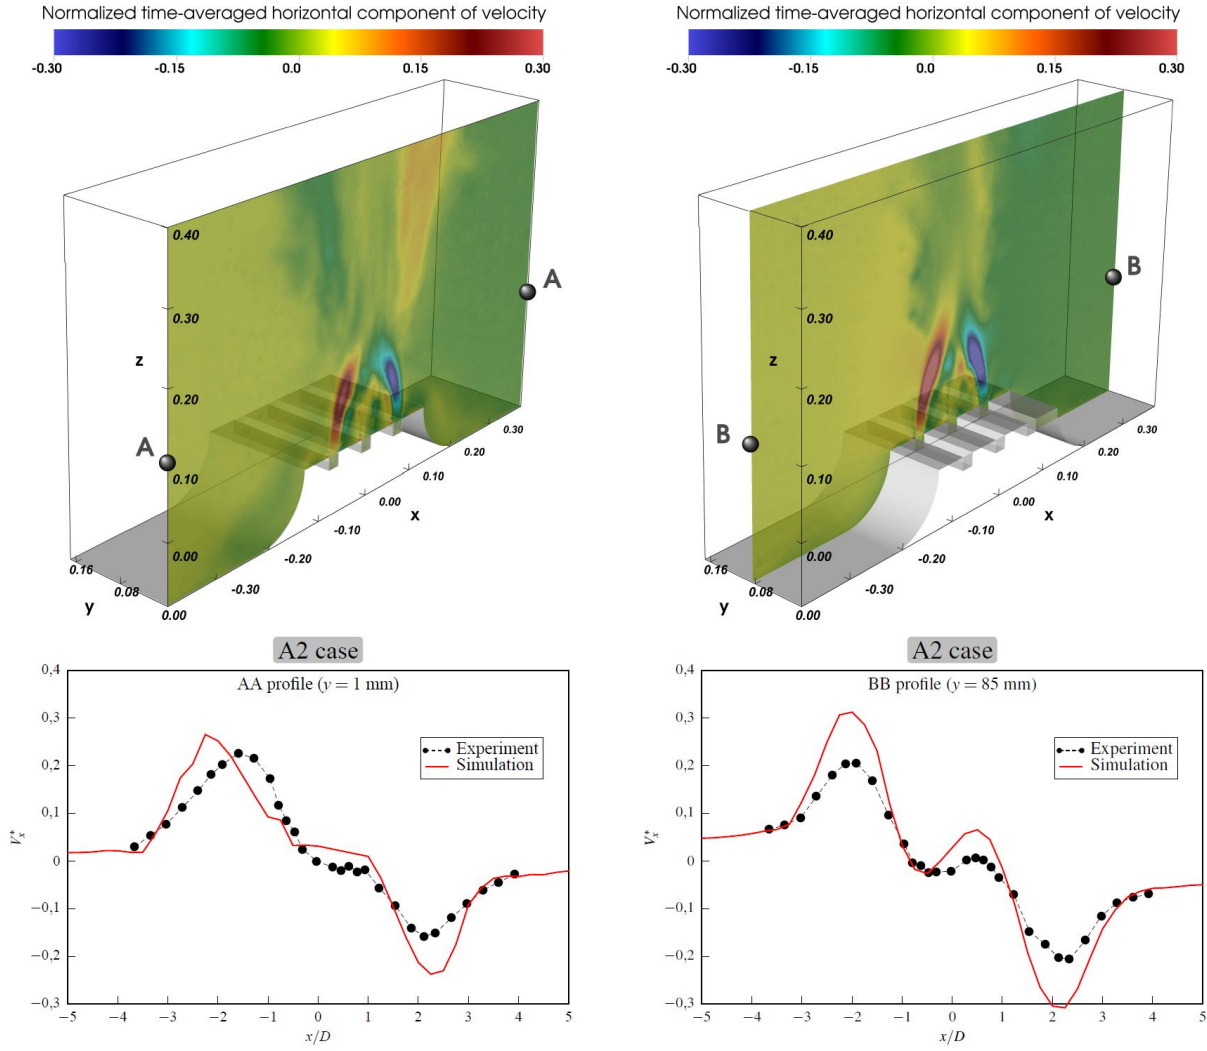 Normalized time-averaged horizontal component of velocity
-0.30 -0.15 0.0 0.15 0.30
A
A
z
0.40
0.30
0.20
0.10
0.00
0.16
0.08
0.00
y
-0.30
-0.20
-0.10
0.00
0.10
0.20
0.30
x
Normalized time-averaged horizontal component of velocity
-0.30 -0.15 0.0 0.15 0.30
B
B
z
0.40
0.30
0.20
0.10
0.00
0.16
0.08
0.00
y
-0.30
-0.20
-0.10
0.00
0.10
0.20
0.30
x
A2 case
AA profile (y = 1 mm)
Experiment
Simulation
0,4
0,3
0,2
0,1
0
−0,1
−0,2
−0,3
V*x
−5 −4 −3 −2 −1 0 1 2 3 4 5
x/D
A2 case
BB profile (y = 85 mm)
Experiment
Simulation
0,4
0,3
0,2
0,1
0
−0,1
−0,2
−0,3
V*x
−5 −4 −3 −2 −1 0 1 2 3 4 5
x/D